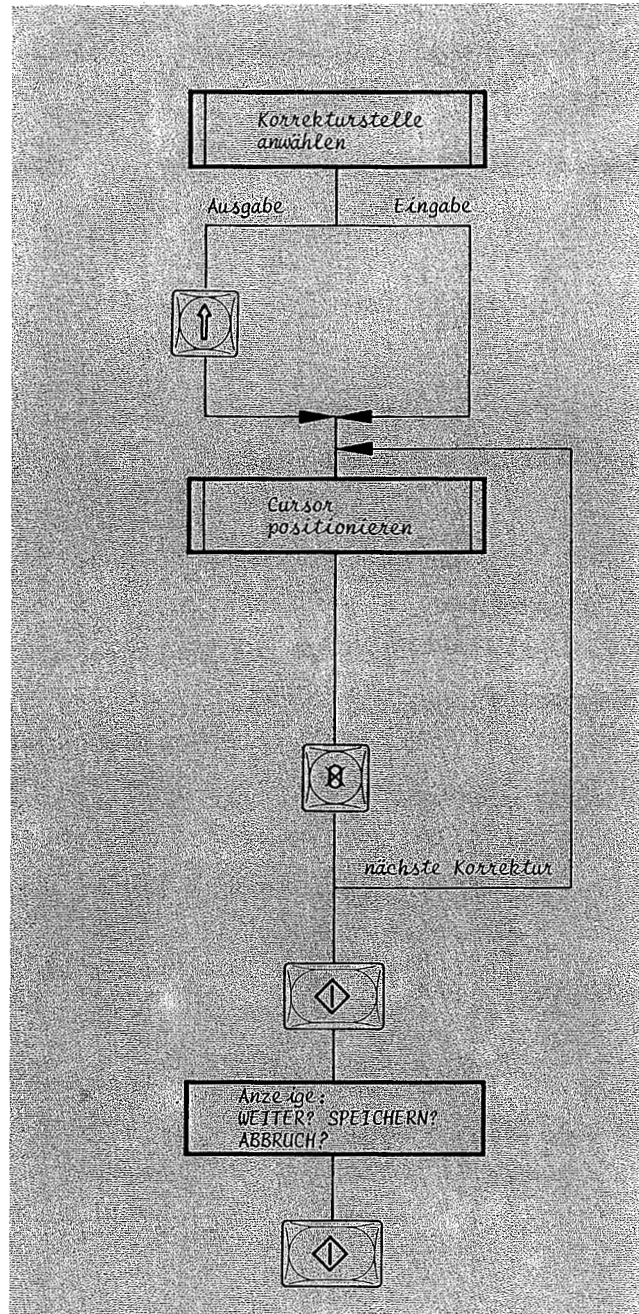 Korrekturstelle
anwählen
Ausgabe
Eingabe
Cursor
positionieren
nächste Korrektur
Anzeige:
WEITER? SPEICHERN?
ABBRUCH?